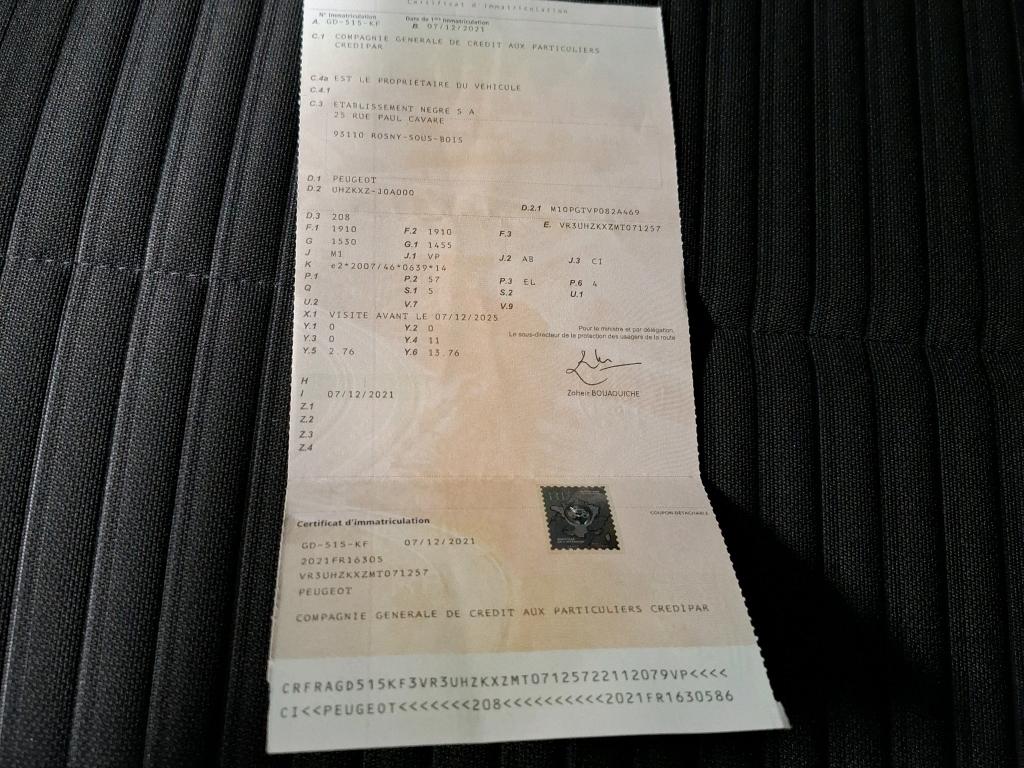 Certificat d'immatriculation
N° Immatriculation Date de 1ère Immatriculation
A. GD-515-KF B. 07/12/2021
C.1 COMPAGNIE GENERALE DE CREDIT AUX PARTICULIERS
CREDIPAR
C.4a EST LE PROPRIÉTAIRE DU VÉHICULE
C.4.1
C.3 ETABLISSEMENT NEGRE S A
25 RUE PAUL CAVARE
93110 ROSNY-SOUS-BOIS
D.1 PEUGEOT
D.2 UHZKXZ-J0A000
D.2.1 M10PGTVP082A469
D.3 208 E. VR3UHZKXZMT071257
F.1 1910 F.2 1910 F.3
G 1530 G.1 1455
J M1 J.1 VP J.2 AB J.3 CI
K e2*2007/46*0639*14
P.1 P.2 57 P.3 EL P.6 4
Q S.1 5 S.2 U.1
U.2 V.7 V.9
X.1 VISITE AVANT LE 07/12/2025
Y.1 0 Y.2 0
Y.3 0 Y.4 11
Y.5 2.76 Y.6 13.76
Pour le ministre et par délégation,
Le sous-directeur de la protection des usagers de la route
Zoheir BOUAOUICHE
H
I 07/12/2021
Z.1
Z.2
Z.3
Z.4
COUPON DÉTACHABLE
Certificat d'immatriculation
GD-515-KF 07/12/2021
2021FR16305
VR3UHZKXZMT071257
PEUGEOT
COMPAGNIE GENERALE DE CREDIT AUX PARTICULIERS CREDIPAR
CRFRAGD515KF3VR3UHZKXZMT07125722112079VP<<<<
CI<<PEUGEOT<<<<<<<208<<<<<<<<<<2021FR1630586